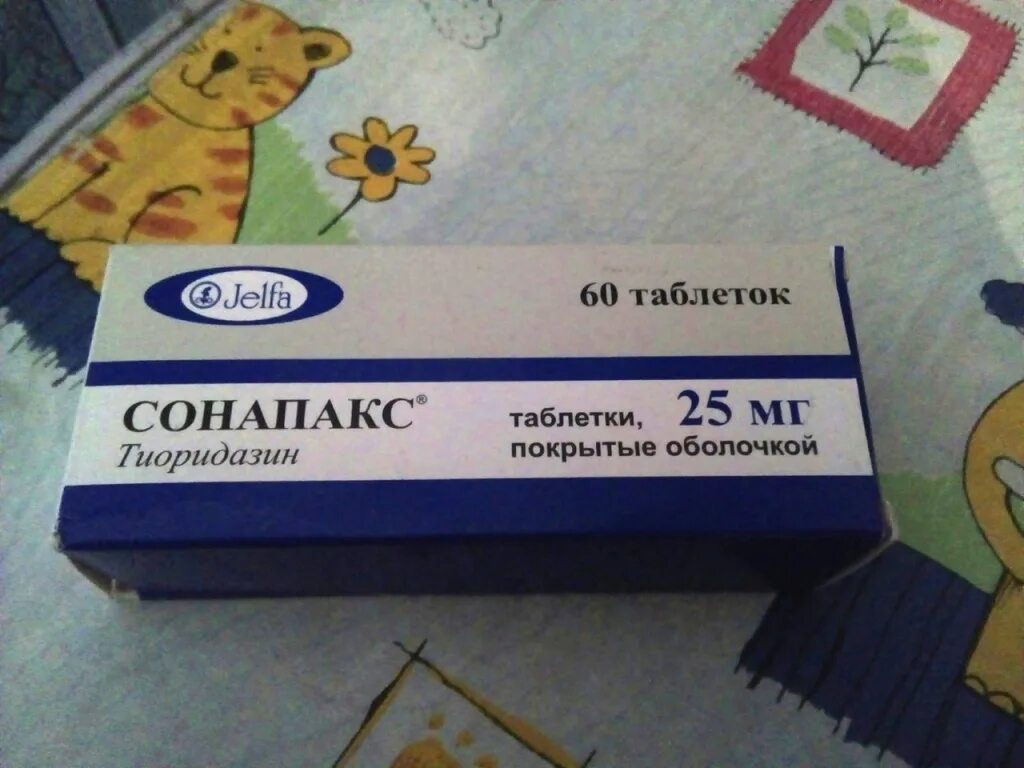 Jelfa
60 таблеток
СОНАПАКС®
Тиоридазин
таблетки, 25 мг
покрытые оболочкой